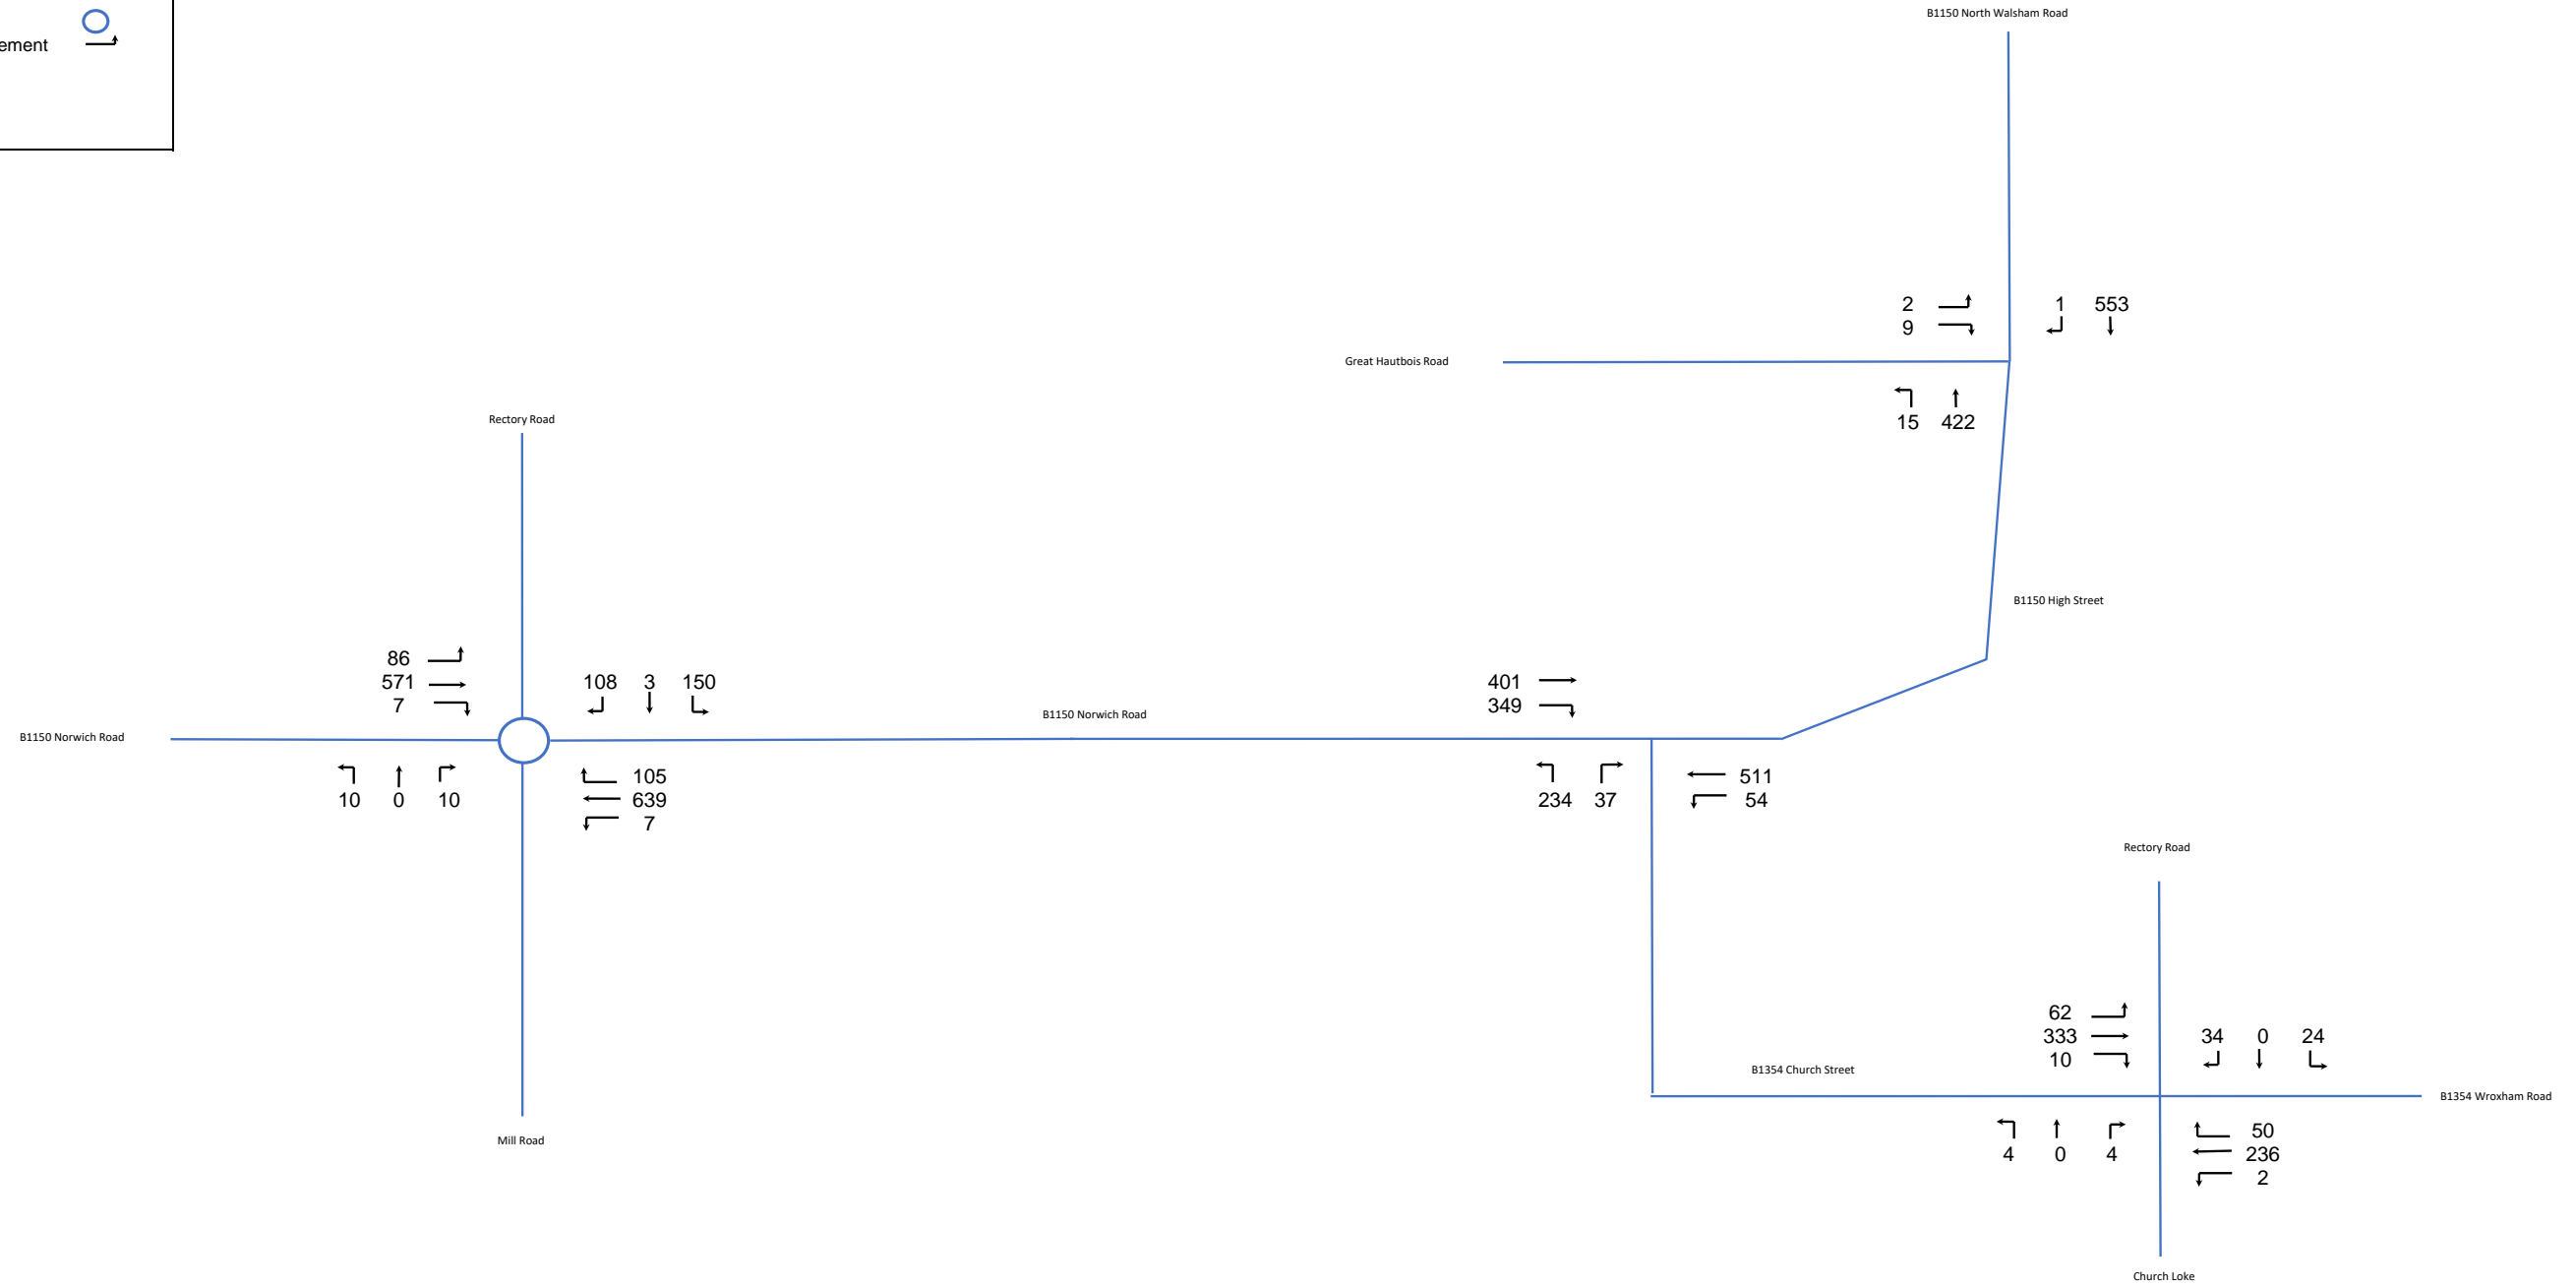 B1150 North Walsham Road
ement
2
1 553
9
Great Hautbois Road
15 422
Rectory Road
B1150 High Street
86
571
7
108 3 150
401
349
B1150 Norwich Road
B1150 Norwich Road
10 0 10
105
639
7
234 37
511
54
Rectory Road
62
333
10
34 0 24
B1354 Church Street
B1354 Wroxham Road
4 0 4
50
236
2
Mill Road
Church Loke